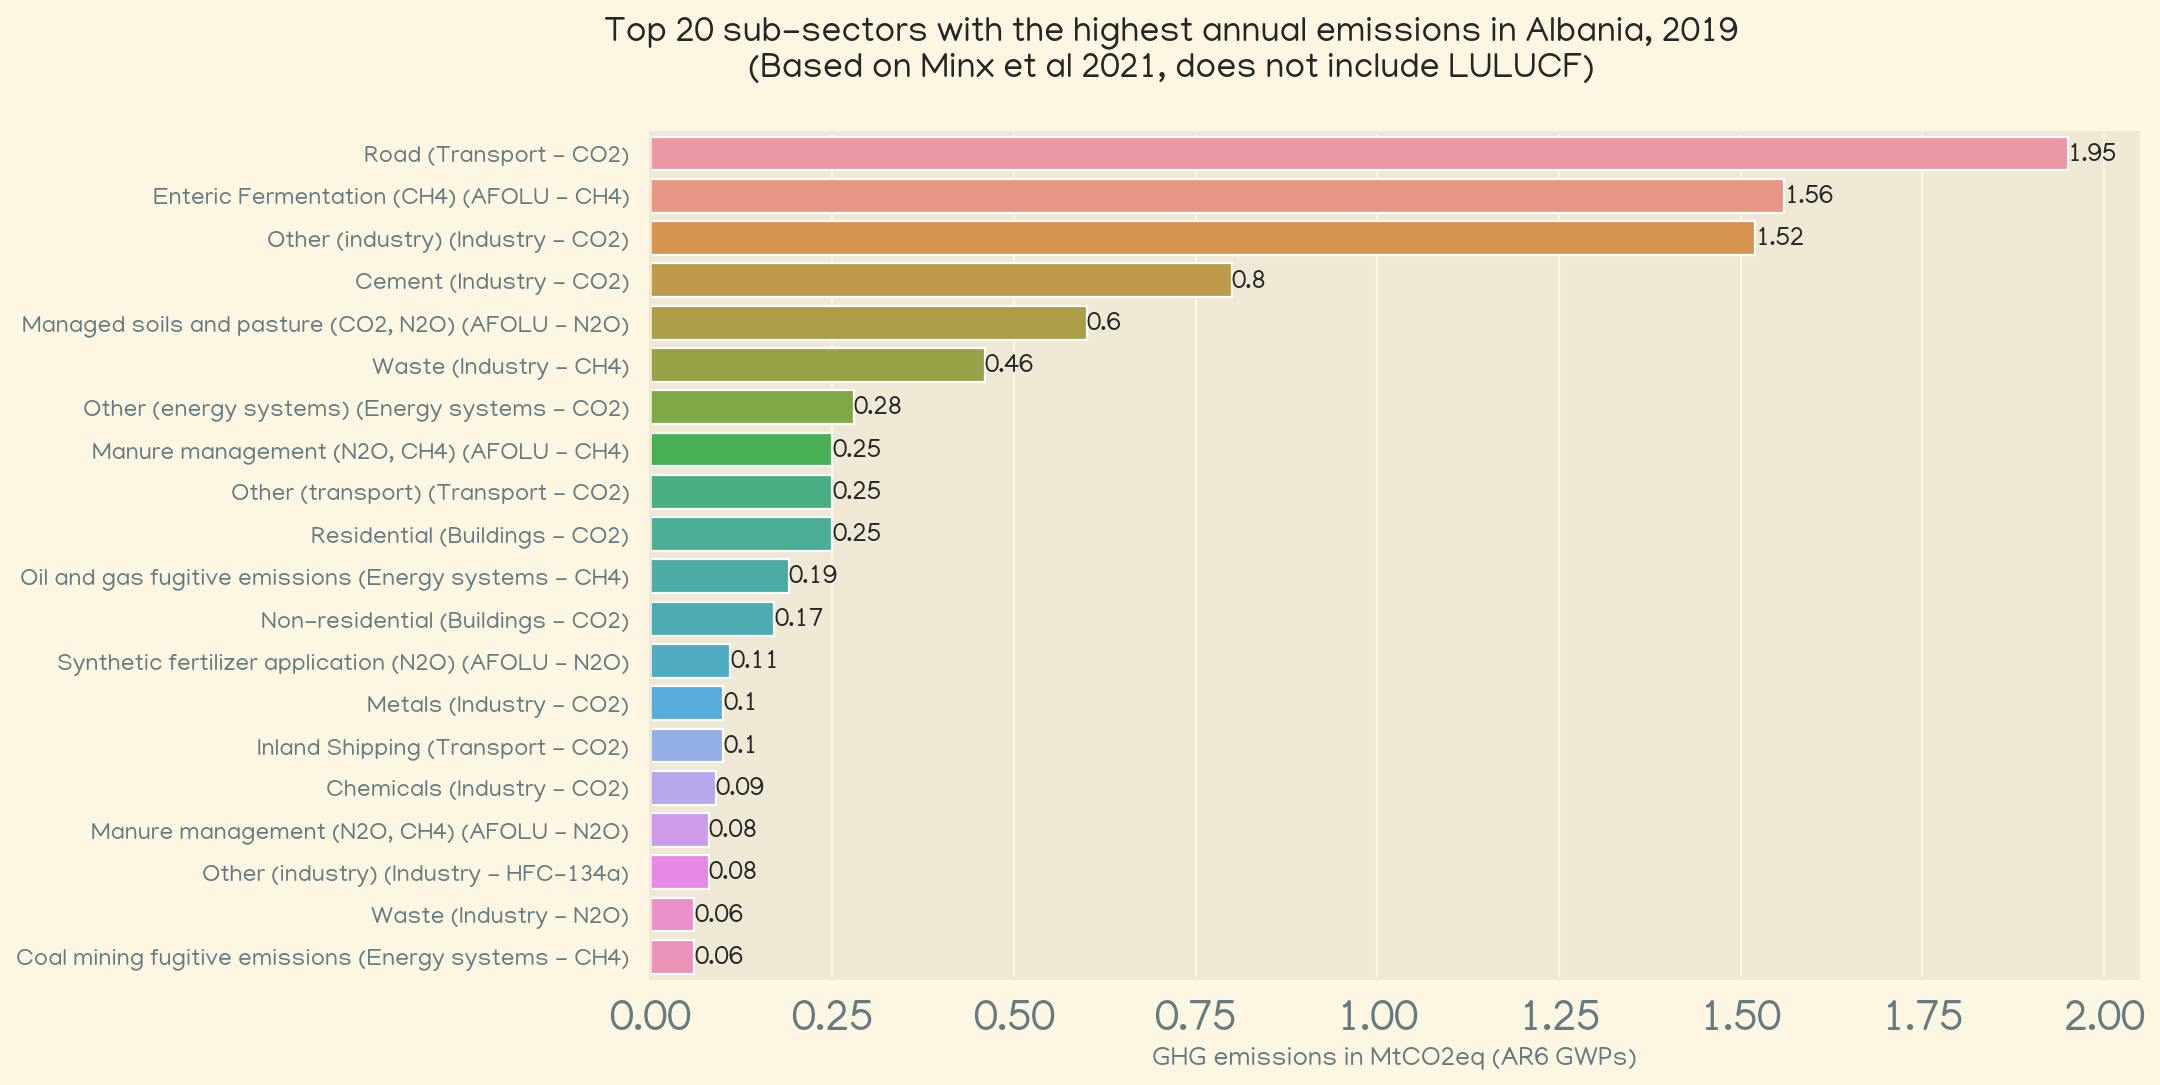 Top 20 sub-sectors with the highest annual emissions in Albania, 2019
(Based on Minx et al 2021, does not include LULUCF)
Road (Transport - CO2) 1.95
Enteric Fermentation (CH4) (AFOLU - CH4) 1.56
Other (industry) (Industry - CO2) 1.52
Cement (Industry - CO2) 0.8
Managed soils and pasture (CO2, N2O) (AFOLU - N2O) 0.6
Waste (Industry - CH4) 0.46
Other (energy systems) (Energy systems - CO2) 0.28
Manure management (N2O, CH4) (AFOLU - CH4) 0.25
Other (transport) (Transport - CO2) 0.25
Residential (Buildings - CO2) 0.25
Oil and gas fugitive emissions (Energy systems - CH4) 0.19
Non-residential (Buildings - CO2) 0.17
Synthetic fertilizer application (N2O) (AFOLU - N2O) 0.11
Metals (Industry - CO2) 0.1
Inland Shipping (Transport - CO2) 0.1
Chemicals (Industry - CO2) 0.09
Manure management (N2O, CH4) (AFOLU - N2O) 0.08
Other (industry) (Industry - HFC-134a) 0.08
Waste (Industry - N2O) 0.06
Coal mining fugitive emissions (Energy systems - CH4) 0.06
0.00 0.25 0.50 0.75 1.00 1.25 1.50 1.75 2.00
GHG emissions in MtCO2eq (AR6 GWPs)